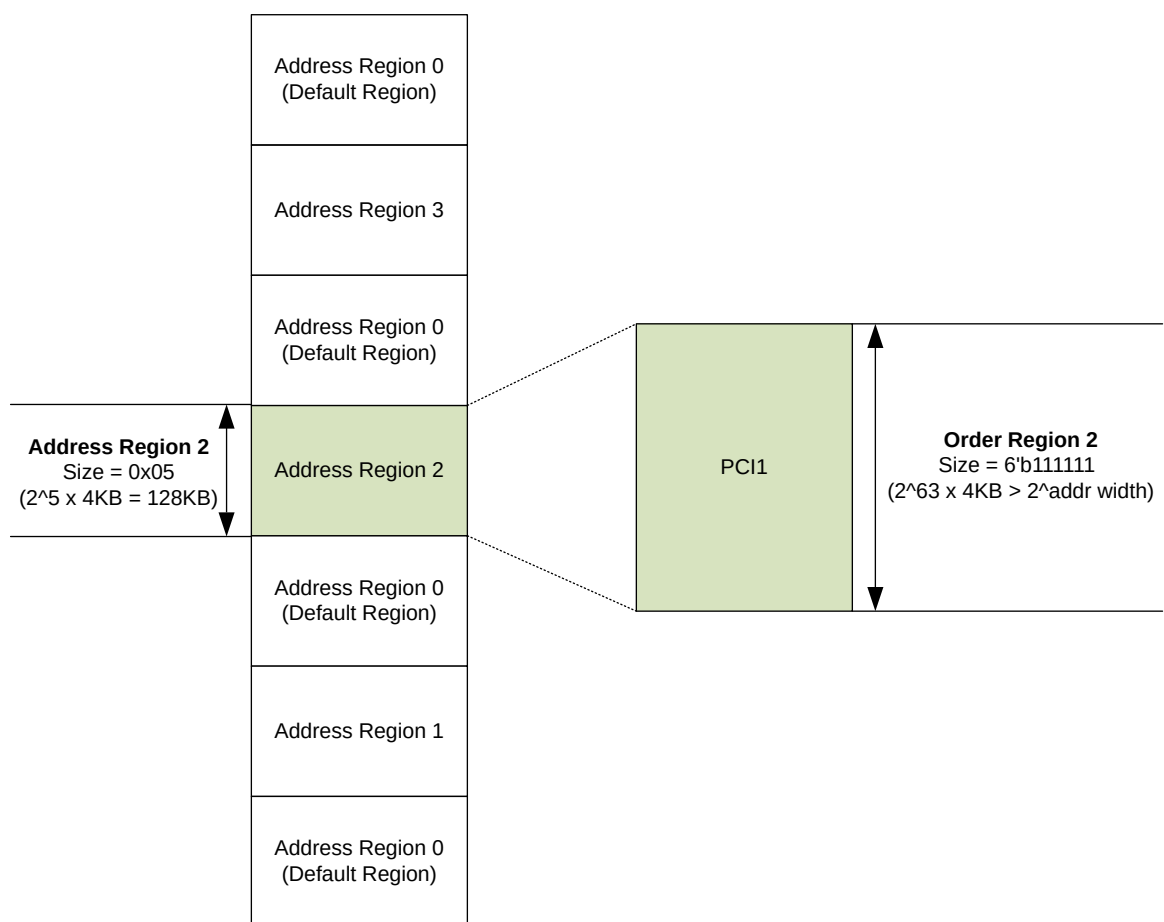 Address Region 0
(Default Region)
Address Region 3
Address Region 0
(Default Region)
Address Region 2
Size = 0x05
(2^5 x 4KB = 128KB)
Address Region 2
PCI1
Order Region 2
Size = 6'b111111
(2^63 x 4KB > 2^addr width)
Address Region 0
(Default Region)
Address Region 1
Address Region 0
(Default Region)